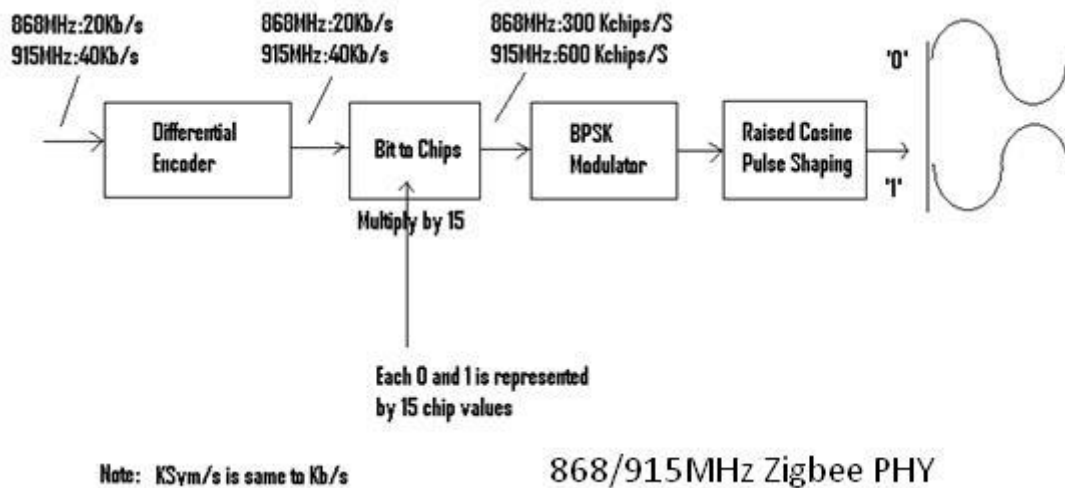 868MHz:20Kb/s
915MHz:40Kb/s
868MHz:20Kb/s
915MHz:40Kb/s
868MHz:300 Kchips/S
915MHz:600 Kchips/S
'0'
Differential
Encoder
Bit to Chips
BPSK
Modulator
Raised Cosine
Pulse Shaping
'1'
Multiply by 15
Each 0 and 1 is represented
by 15 chip values
Note: KSym/s is same to Kb/s
868/915MHz Zigbee PHY